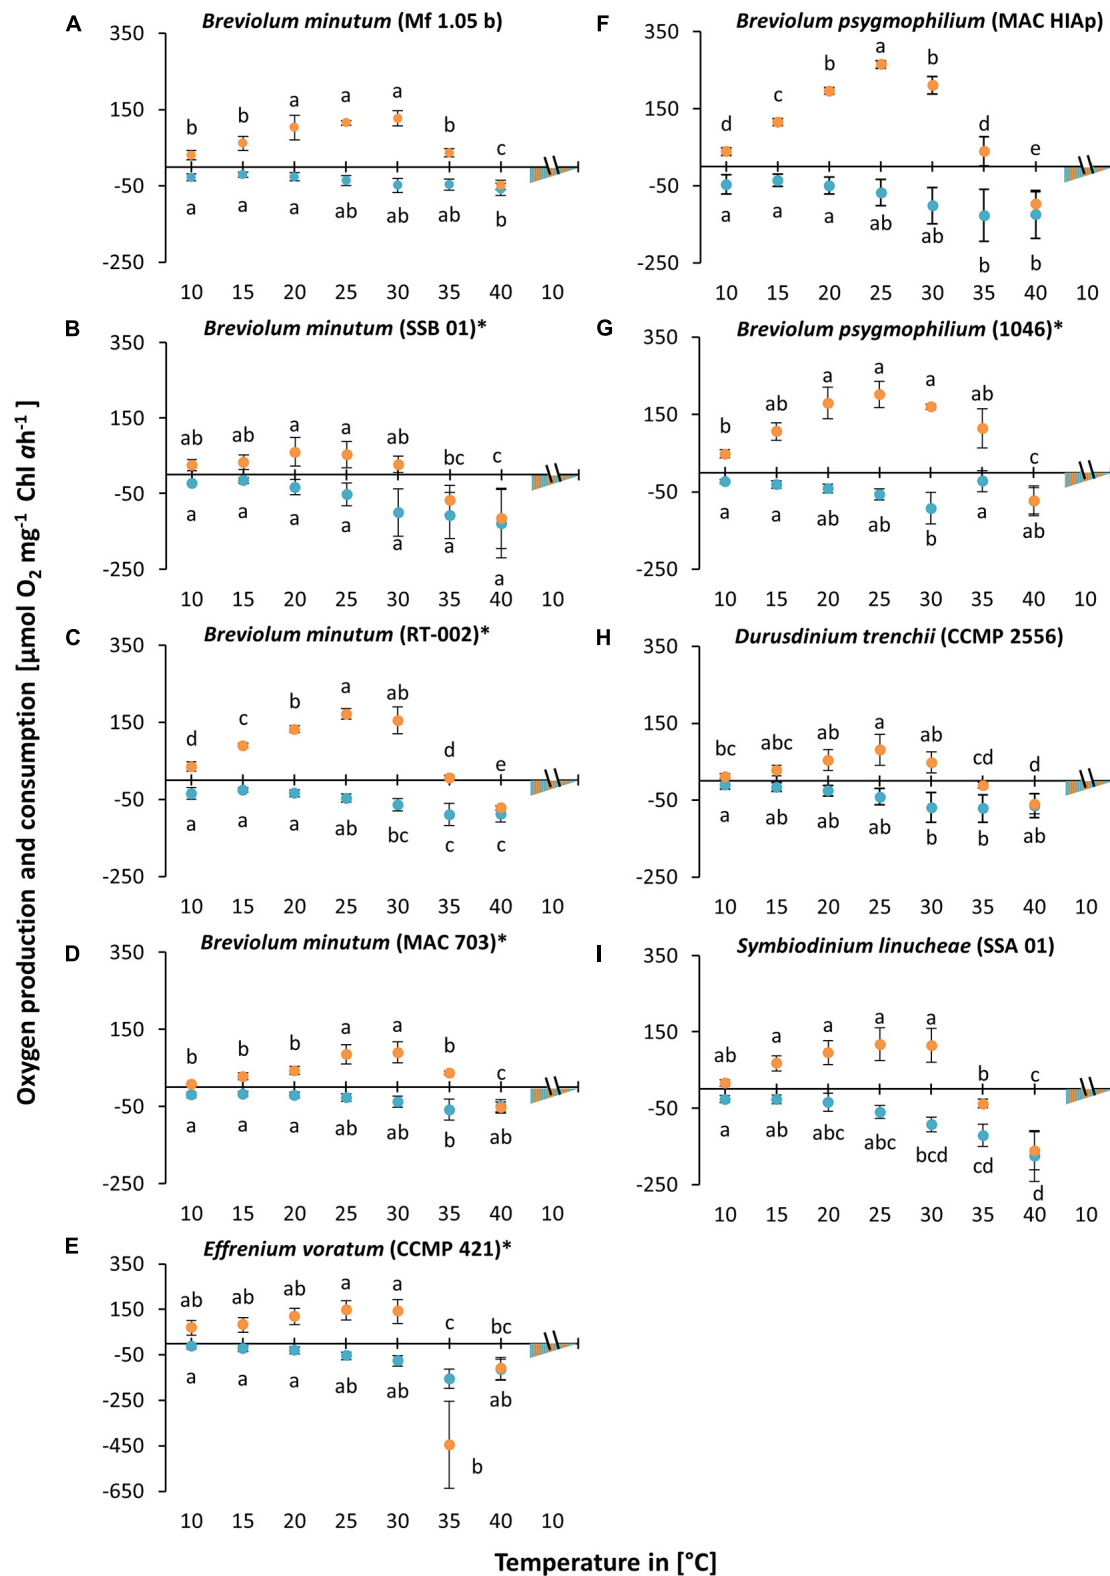 Oxygen production and consumption [µmol O2 mg-1 Chl ah-1 ]
A
Breviolum minutum (Mf 1.05 b)
350
150
-50
-250
b b a a a b c
a a a ab ab ab b
10 15 20 25 30 35 40 10
B
Breviolum minutum (SSB 01)*
350
150
-50
-250
ab ab a a ab bc c
a a a a a a a
10 15 20 25 30 35 40 10
C
Breviolum minutum (RT-002)*
350
150
-50
-250
d c b a ab d e
a a a ab bc c c
10 15 20 25 30 35 40 10
D
Breviolum minutum (MAC 703)*
350
150
-50
-250
b b b a a b c
a a a ab ab b ab
10 15 20 25 30 35 40 10
E
Effrenium voratum (CCMP 421)*
350
150
-50
-250
-450
-650
ab ab ab a a c bc
a a a ab ab b ab
10 15 20 25 30 35 40 10
F
Breviolum psygmophilium (MAC HIAp)
350
150
-50
-250
d c b a b d e
a a a ab ab b b
10 15 20 25 30 35 40 10
G
Breviolum psygmophilium (1046)*
350
150
-50
-250
b ab a a a ab c
a a ab ab b a ab
10 15 20 25 30 35 40 10
H
Durusdinium trenchii (CCMP 2556)
350
150
-50
-250
bc abc ab a ab cd d
a ab ab ab b b ab
10 15 20 25 30 35 40 10
I
Symbiodinium linucheae (SSA 01)
350
150
-50
-250
ab a a a a b c
a ab abc abc bcd cd d
10 15 20 25 30 35 40 10
Temperature in [°C]